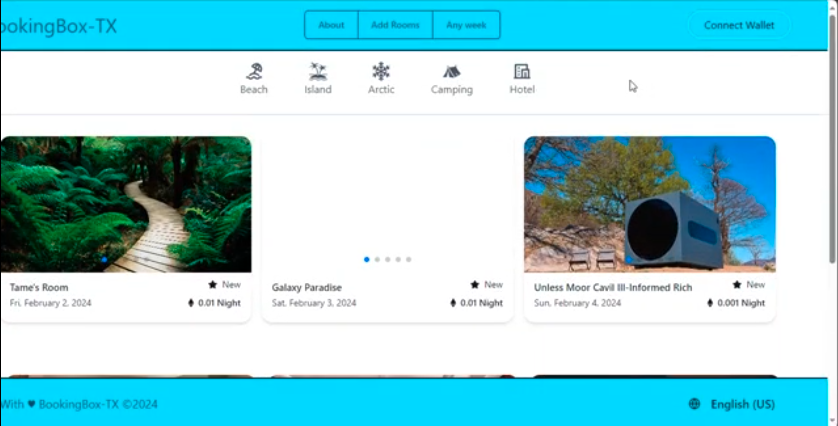 ookingBox-TX
About Add Rooms Any week
Connect Wallet
Beach Island Arctic Camping Hotel
Tame's Room
New
Fri, February 2, 2024
0.01 Night
Galaxy Paradise
New
Sat, February 3, 2024
0.01 Night
Unless Moor Cavil Ill-Informed Rich
New
Sun, February 4, 2024
0.001 Night
With ♥ BookingBox-TX ©2024
English (US)